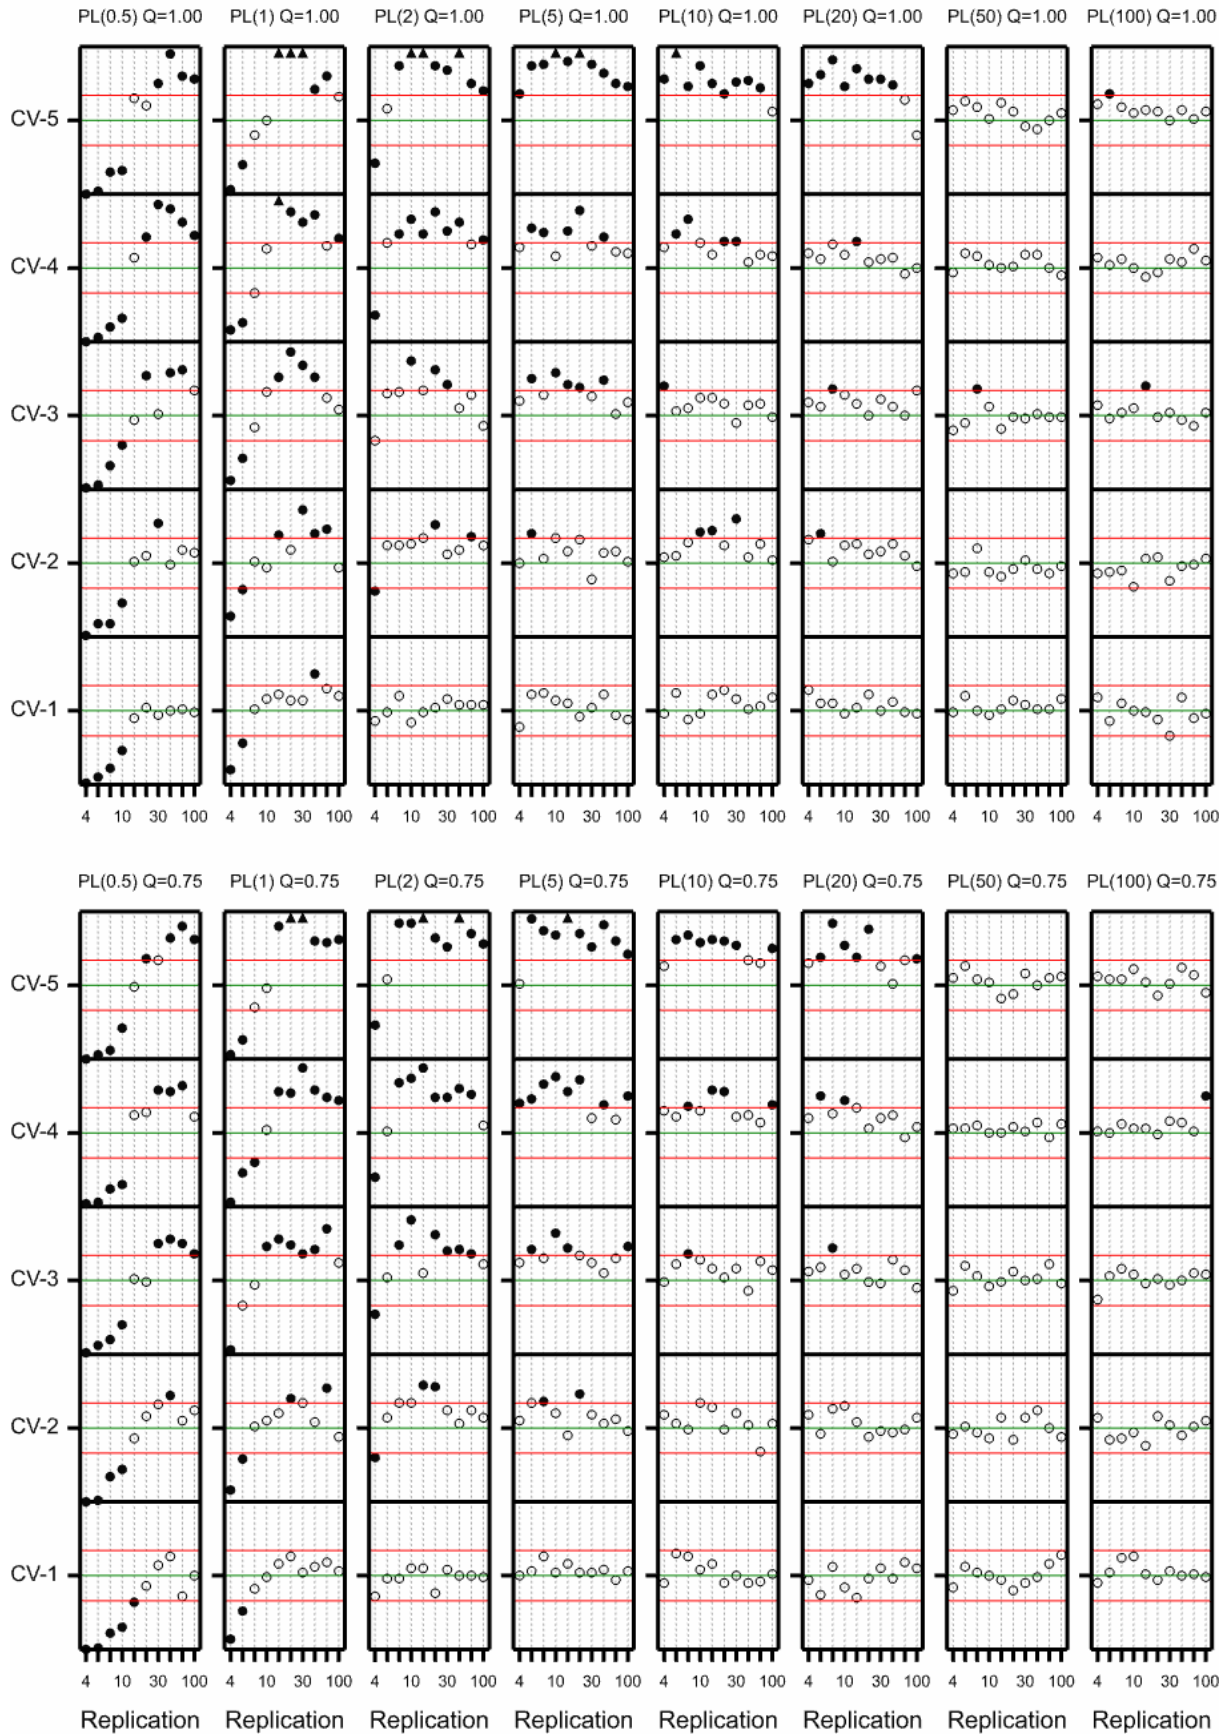 PL(0.5) Q=1.00 PL(1) Q=1.00 PL(2) Q=1.00 PL(5) Q=1.00 PL(10) Q=1.00 PL(20) Q=1.00 PL(50) Q=1.00 PL(100) Q=1.00
CV-5
CV-4
CV-3
CV-2
CV-1
4 10 30 100 4 10 30 100 4 10 30 100 4 10 30 100 4 10 30 100 4 10 30 100 4 10 30 100 4 10 30 100
PL(0.5) Q=0.75 PL(1) Q=0.75 PL(2) Q=0.75 PL(5) Q=0.75 PL(10) Q=0.75 PL(20) Q=0.75 PL(50) Q=0.75 PL(100) Q=0.75
CV-5
CV-4
CV-3
CV-2
CV-1
4 10 30 100 4 10 30 100 4 10 30 100 4 10 30 100 4 10 30 100 4 10 30 100 4 10 30 100 4 10 30 100
Replication Replication Replication Replication Replication Replication Replication Replication